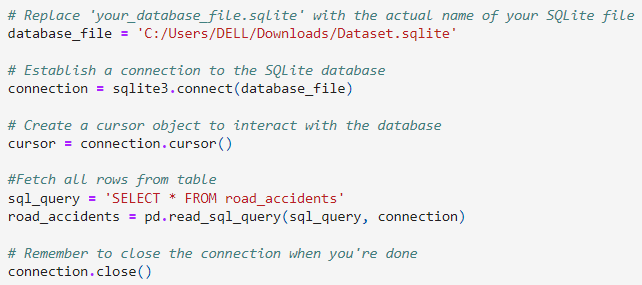 # Replace 'your_database_file.sqlite' with the actual name of your SQLite file
database_file = 'C:/Users/DELL/Downloads/Dataset.sqlite'
# Establish a connection to the SQLite database
connection = sqlite3.connect(database_file)
# Create a cursor object to interact with the database
cursor = connection.cursor()
#Fetch all rows from table
sql_query = 'SELECT * FROM road_accidents'
road_accidents = pd.read_sql_query(sql_query, connection)
# Remember to close the connection when you're done
connection.close()